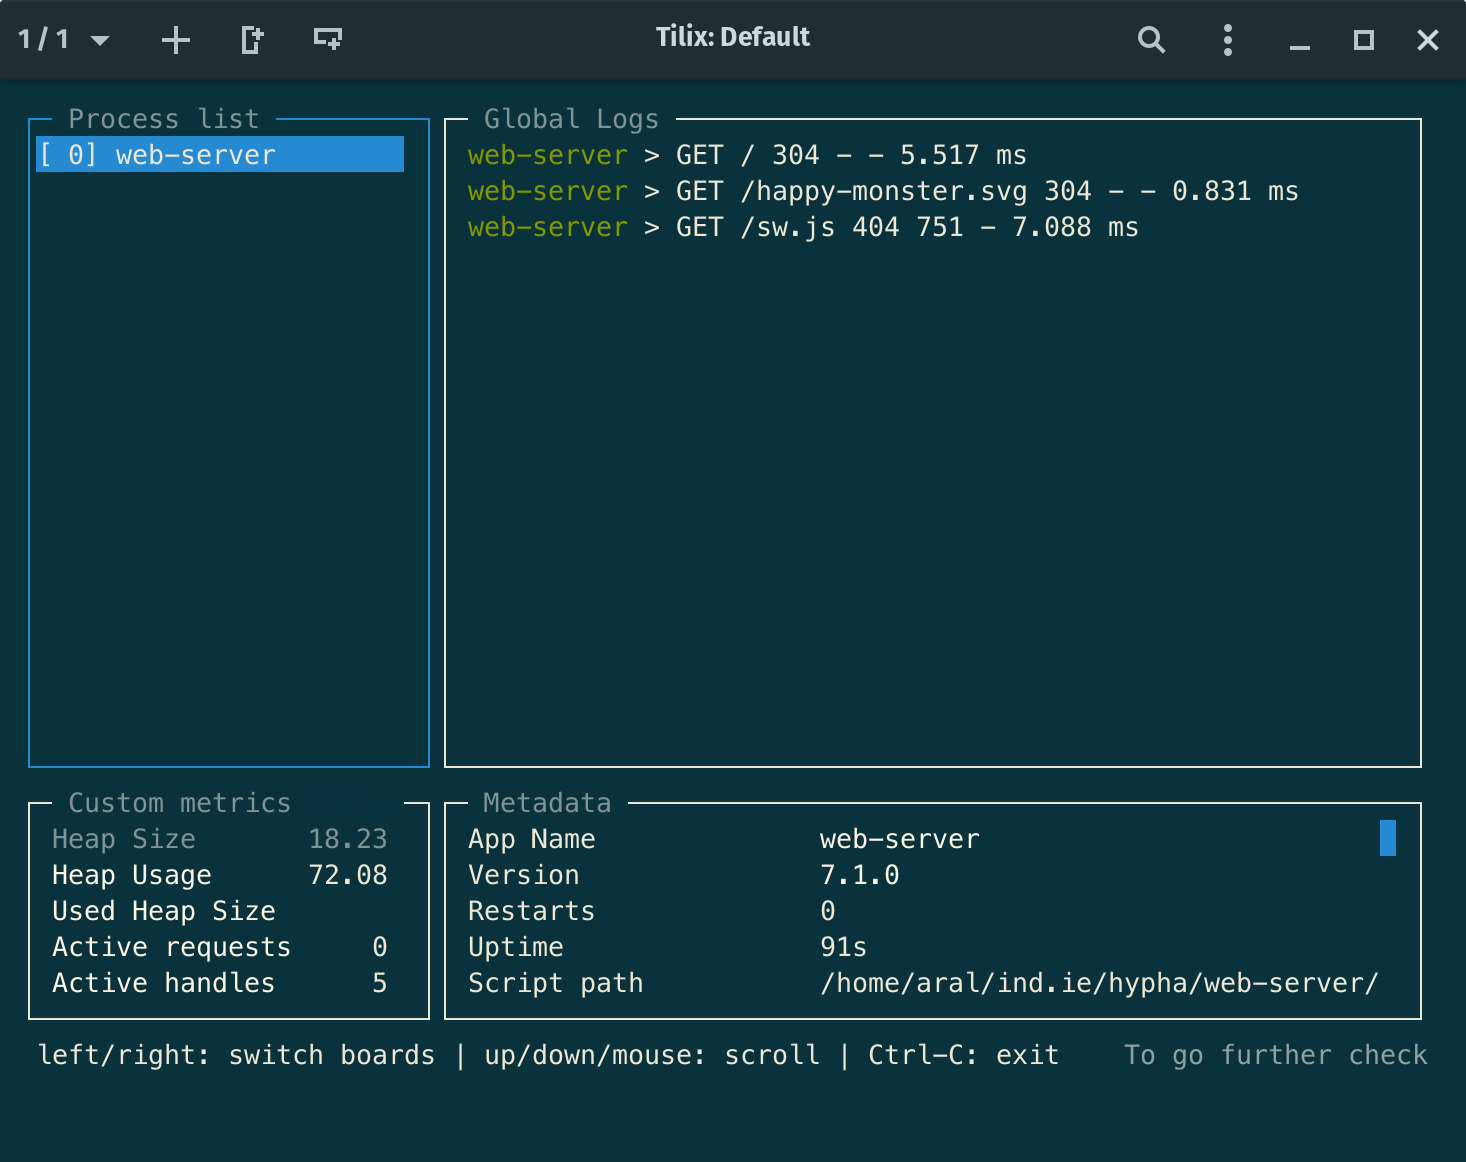 1 / 1
Tilix: Default
Process list
[ 0] web-server
Global Logs
web-server > GET / 304 - - 5.517 ms
web-server > GET /happy-monster.svg 304 - - 0.831 ms
web-server > GET /sw.js 404 751 - 7.088 ms
Custom metrics
Heap Size 18.23
Heap Usage 72.08
Used Heap Size
Active requests 0
Active handles 5
Metadata
App Name web-server
Version 7.1.0
Restarts 0
Uptime 91s
Script path /home/aral/ind.ie/hypha/web-server/
left/right: switch boards | up/down/mouse: scroll | Ctrl-C: exit To go further check